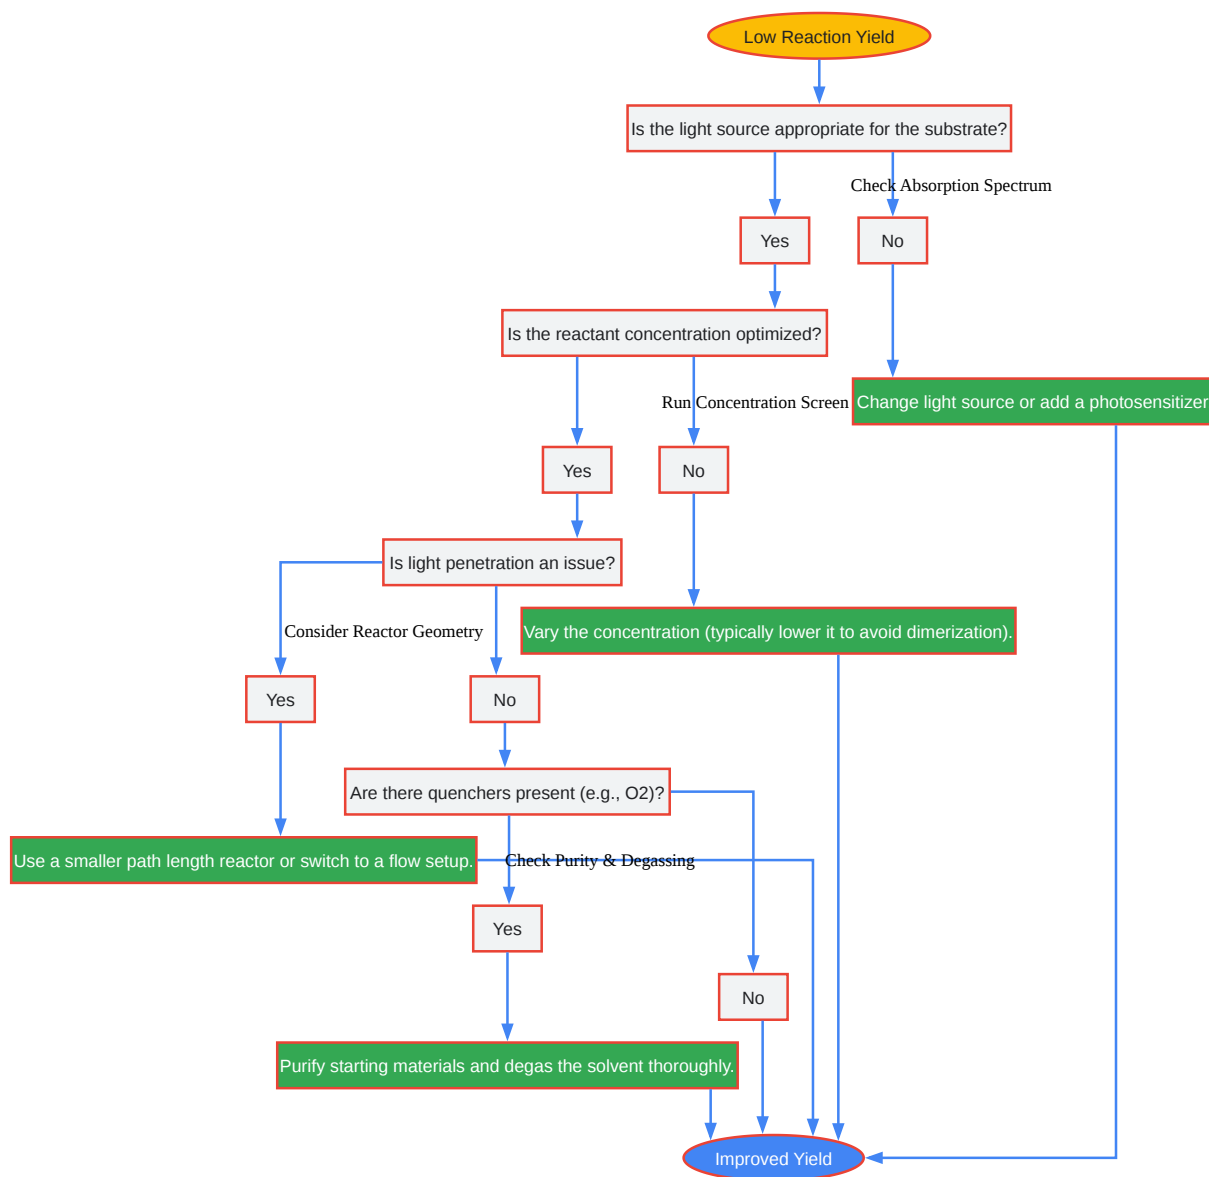 Low Reaction Yield
Is the light source appropriate for the substrate?
Check Absorption Spectrum
Yes
No
Is the reactant concentration optimized?
Run Concentration Screen
Change light source or add a photosensitizer
Yes
No
Is light penetration an issue?
Consider Reactor Geometry
Vary the concentration (typically lower it to avoid dimerization).
Yes
No
Are there quenchers present (e.g., O2)?
Use a smaller path length reactor or switch to a flow setup.
Check Purity & Degassing
Yes
No
Purify starting materials and degas the solvent thoroughly.
Improved Yield